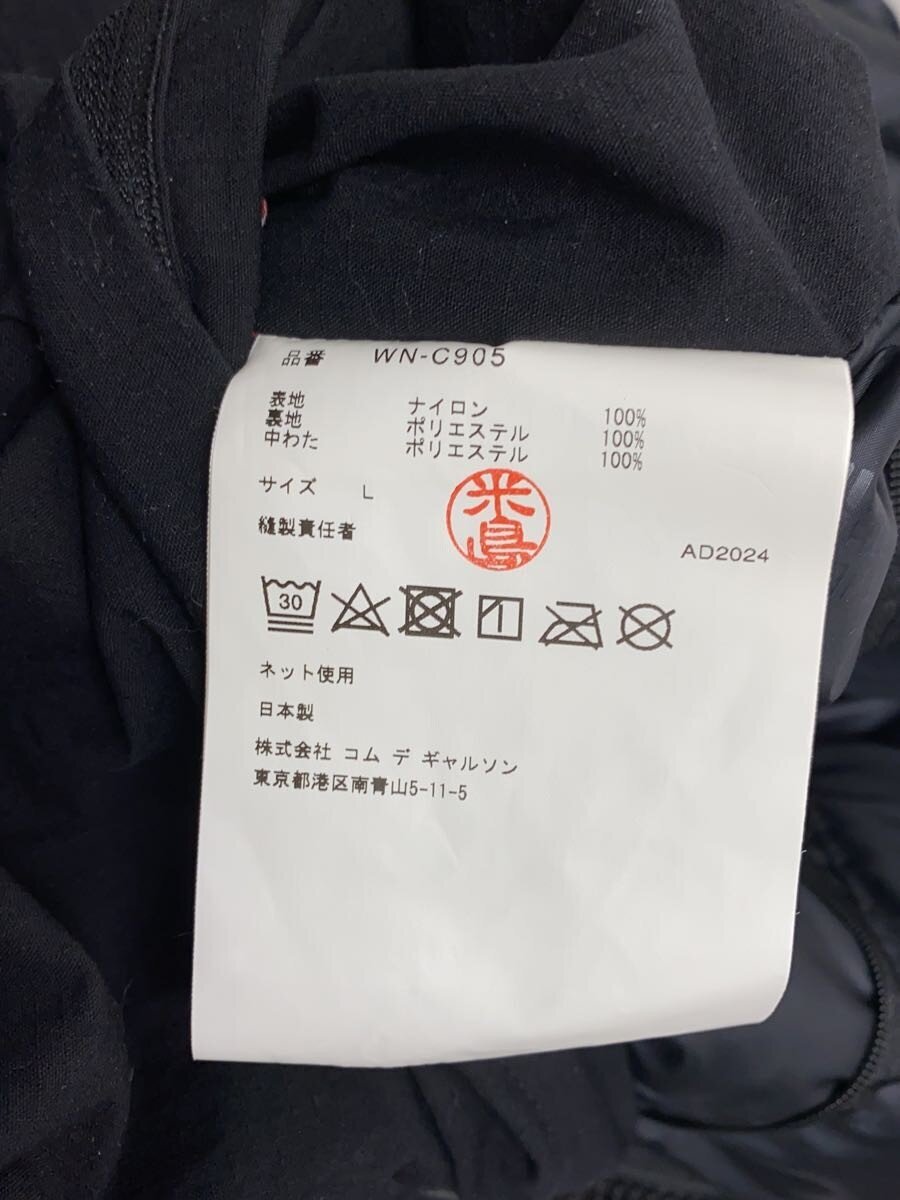 品番 WN-C905
表地 ナイロン 100%
裏地 ポリエステル 100%
中わた ポリエステル 100%
サイズ L
縫製責任者 米島
AD2024
30
ネット使用
日本製
株式会社 コム デ ギャルソン
東京都港区南青山5-11-5